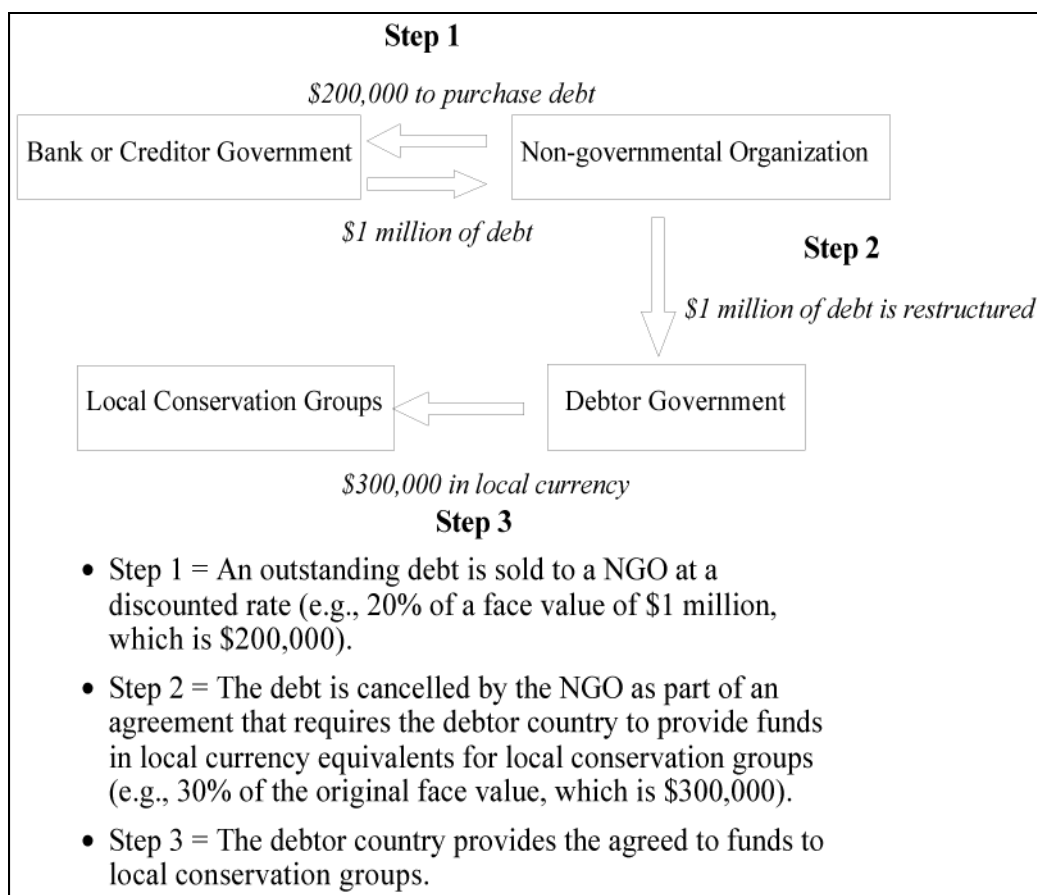 Step 1
$200,000 to purchase debt
Bank or Creditor Government
Non-governmental Organization
$1 million of debt
Step 2
$1 million of debt is restructured
Local Conservation Groups
Debtor Government
$300,000 in local currency
Step 3
• Step 1 = An outstanding debt is sold to a NGO at a
discounted rate (e.g., 20% of a face value of $1 million,
which is $200,000).
• Step 2 = The debt is cancelled by the NGO as part of an
agreement that requires the debtor country to provide funds
in local currency equivalents for local conservation groups
(e.g., 30% of the original face value, which is $300,000).
• Step 3 = The debtor country provides the agreed to funds to
local conservation groups.